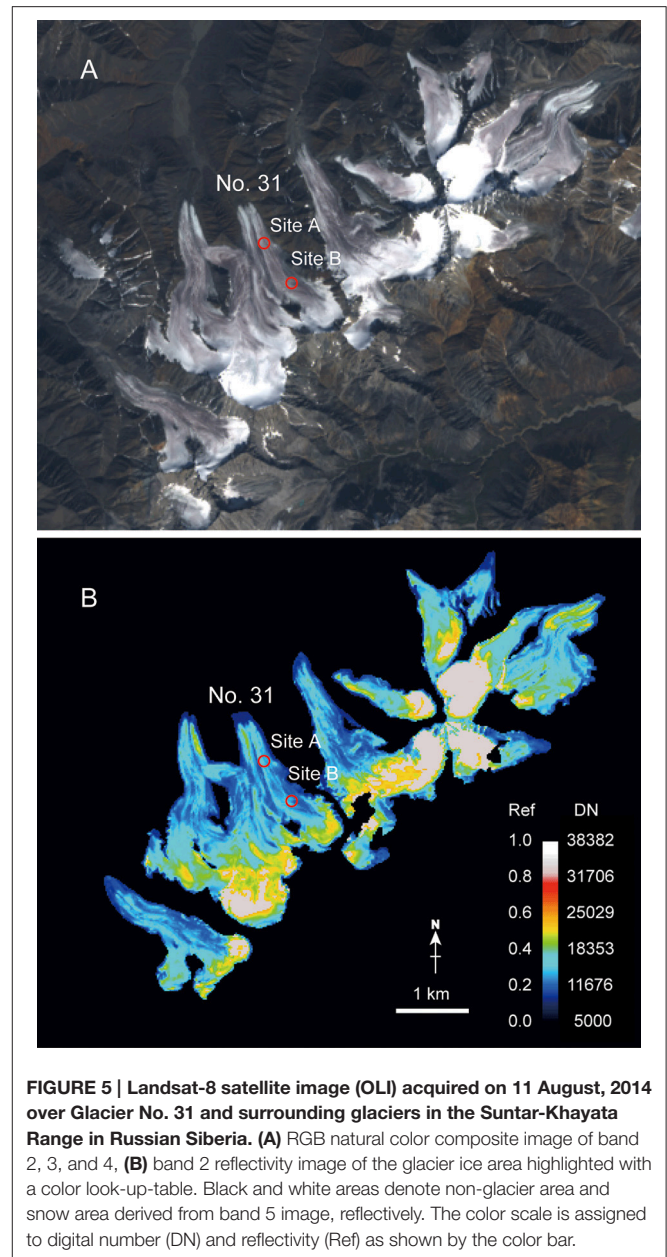 A
No. 31
Site A
Site B
B
No. 31
Site A
Site B
Ref DN
1.0 38382
0.8 31706
0.6 25029
0.4 18353
0.2 11676
0.0 5000
N
1 km
FIGURE 5 | Landsat-8 satellite image (OLI) acquired on 11 August, 2014
over Glacier No. 31 and surrounding glaciers in the Suntar-Khayata
Range in Russian Siberia. (A) RGB natural color composite image of band
2, 3, and 4, (B) band 2 reflectivity image of the glacier ice area highlighted with
a color look-up-table. Black and white areas denote non-glacier area and
snow area derived from band 5 image, reflectively. The color scale is assigned
to digital number (DN) and reflectivity (Ref) as shown by the color bar.